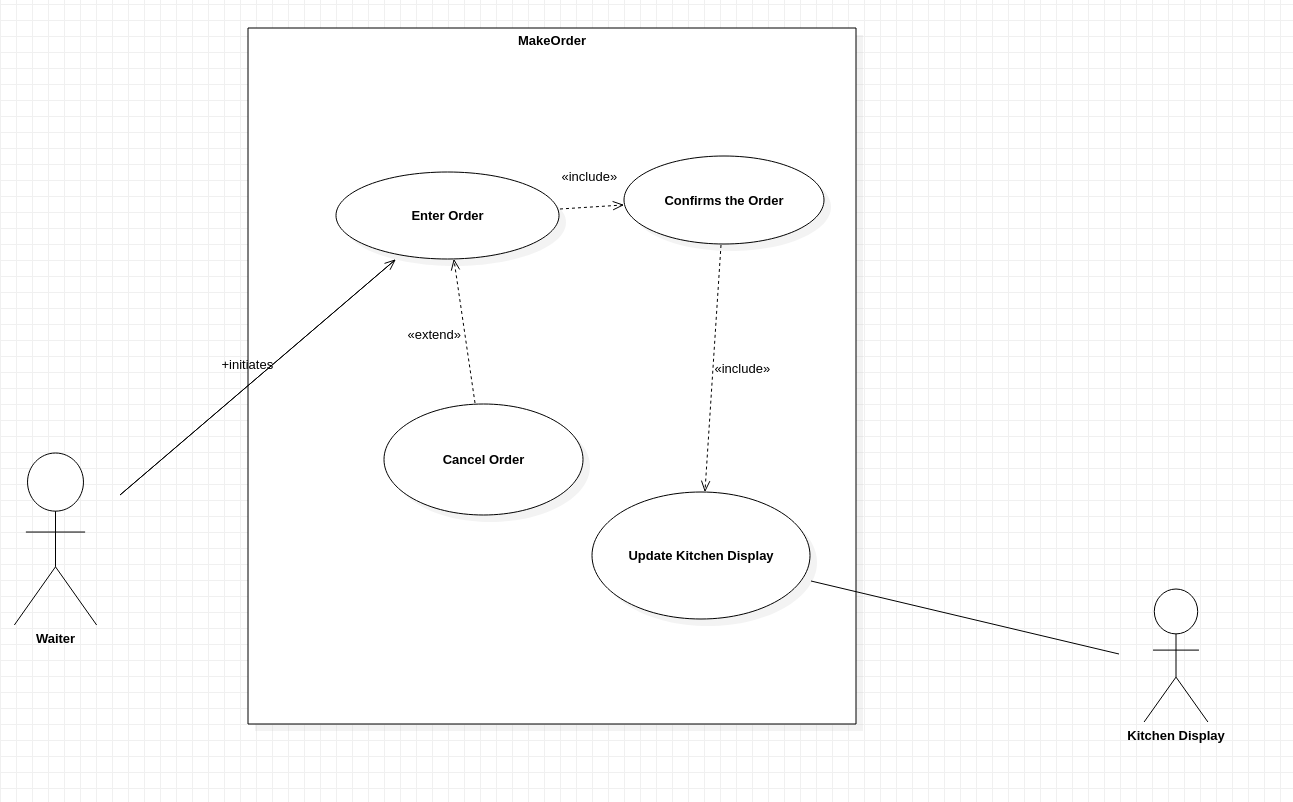 MakeOrder
«include»
Confirms the Order
Enter Order
«extend»
+initiates
«include»
Cancel Order
Update Kitchen Display
Waiter
Kitchen Display